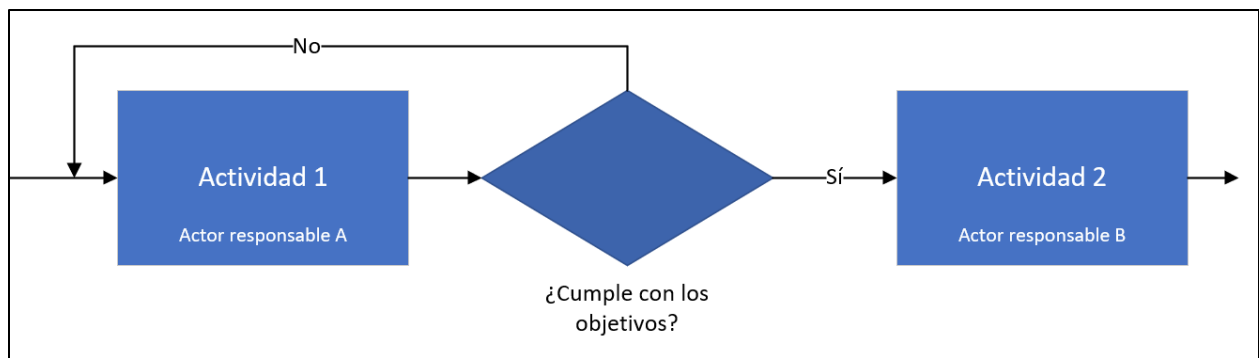 No
Actividad 1
Actor responsable A
¿Cumple con los
objetivos?
Sí
Actividad 2
Actor responsable B